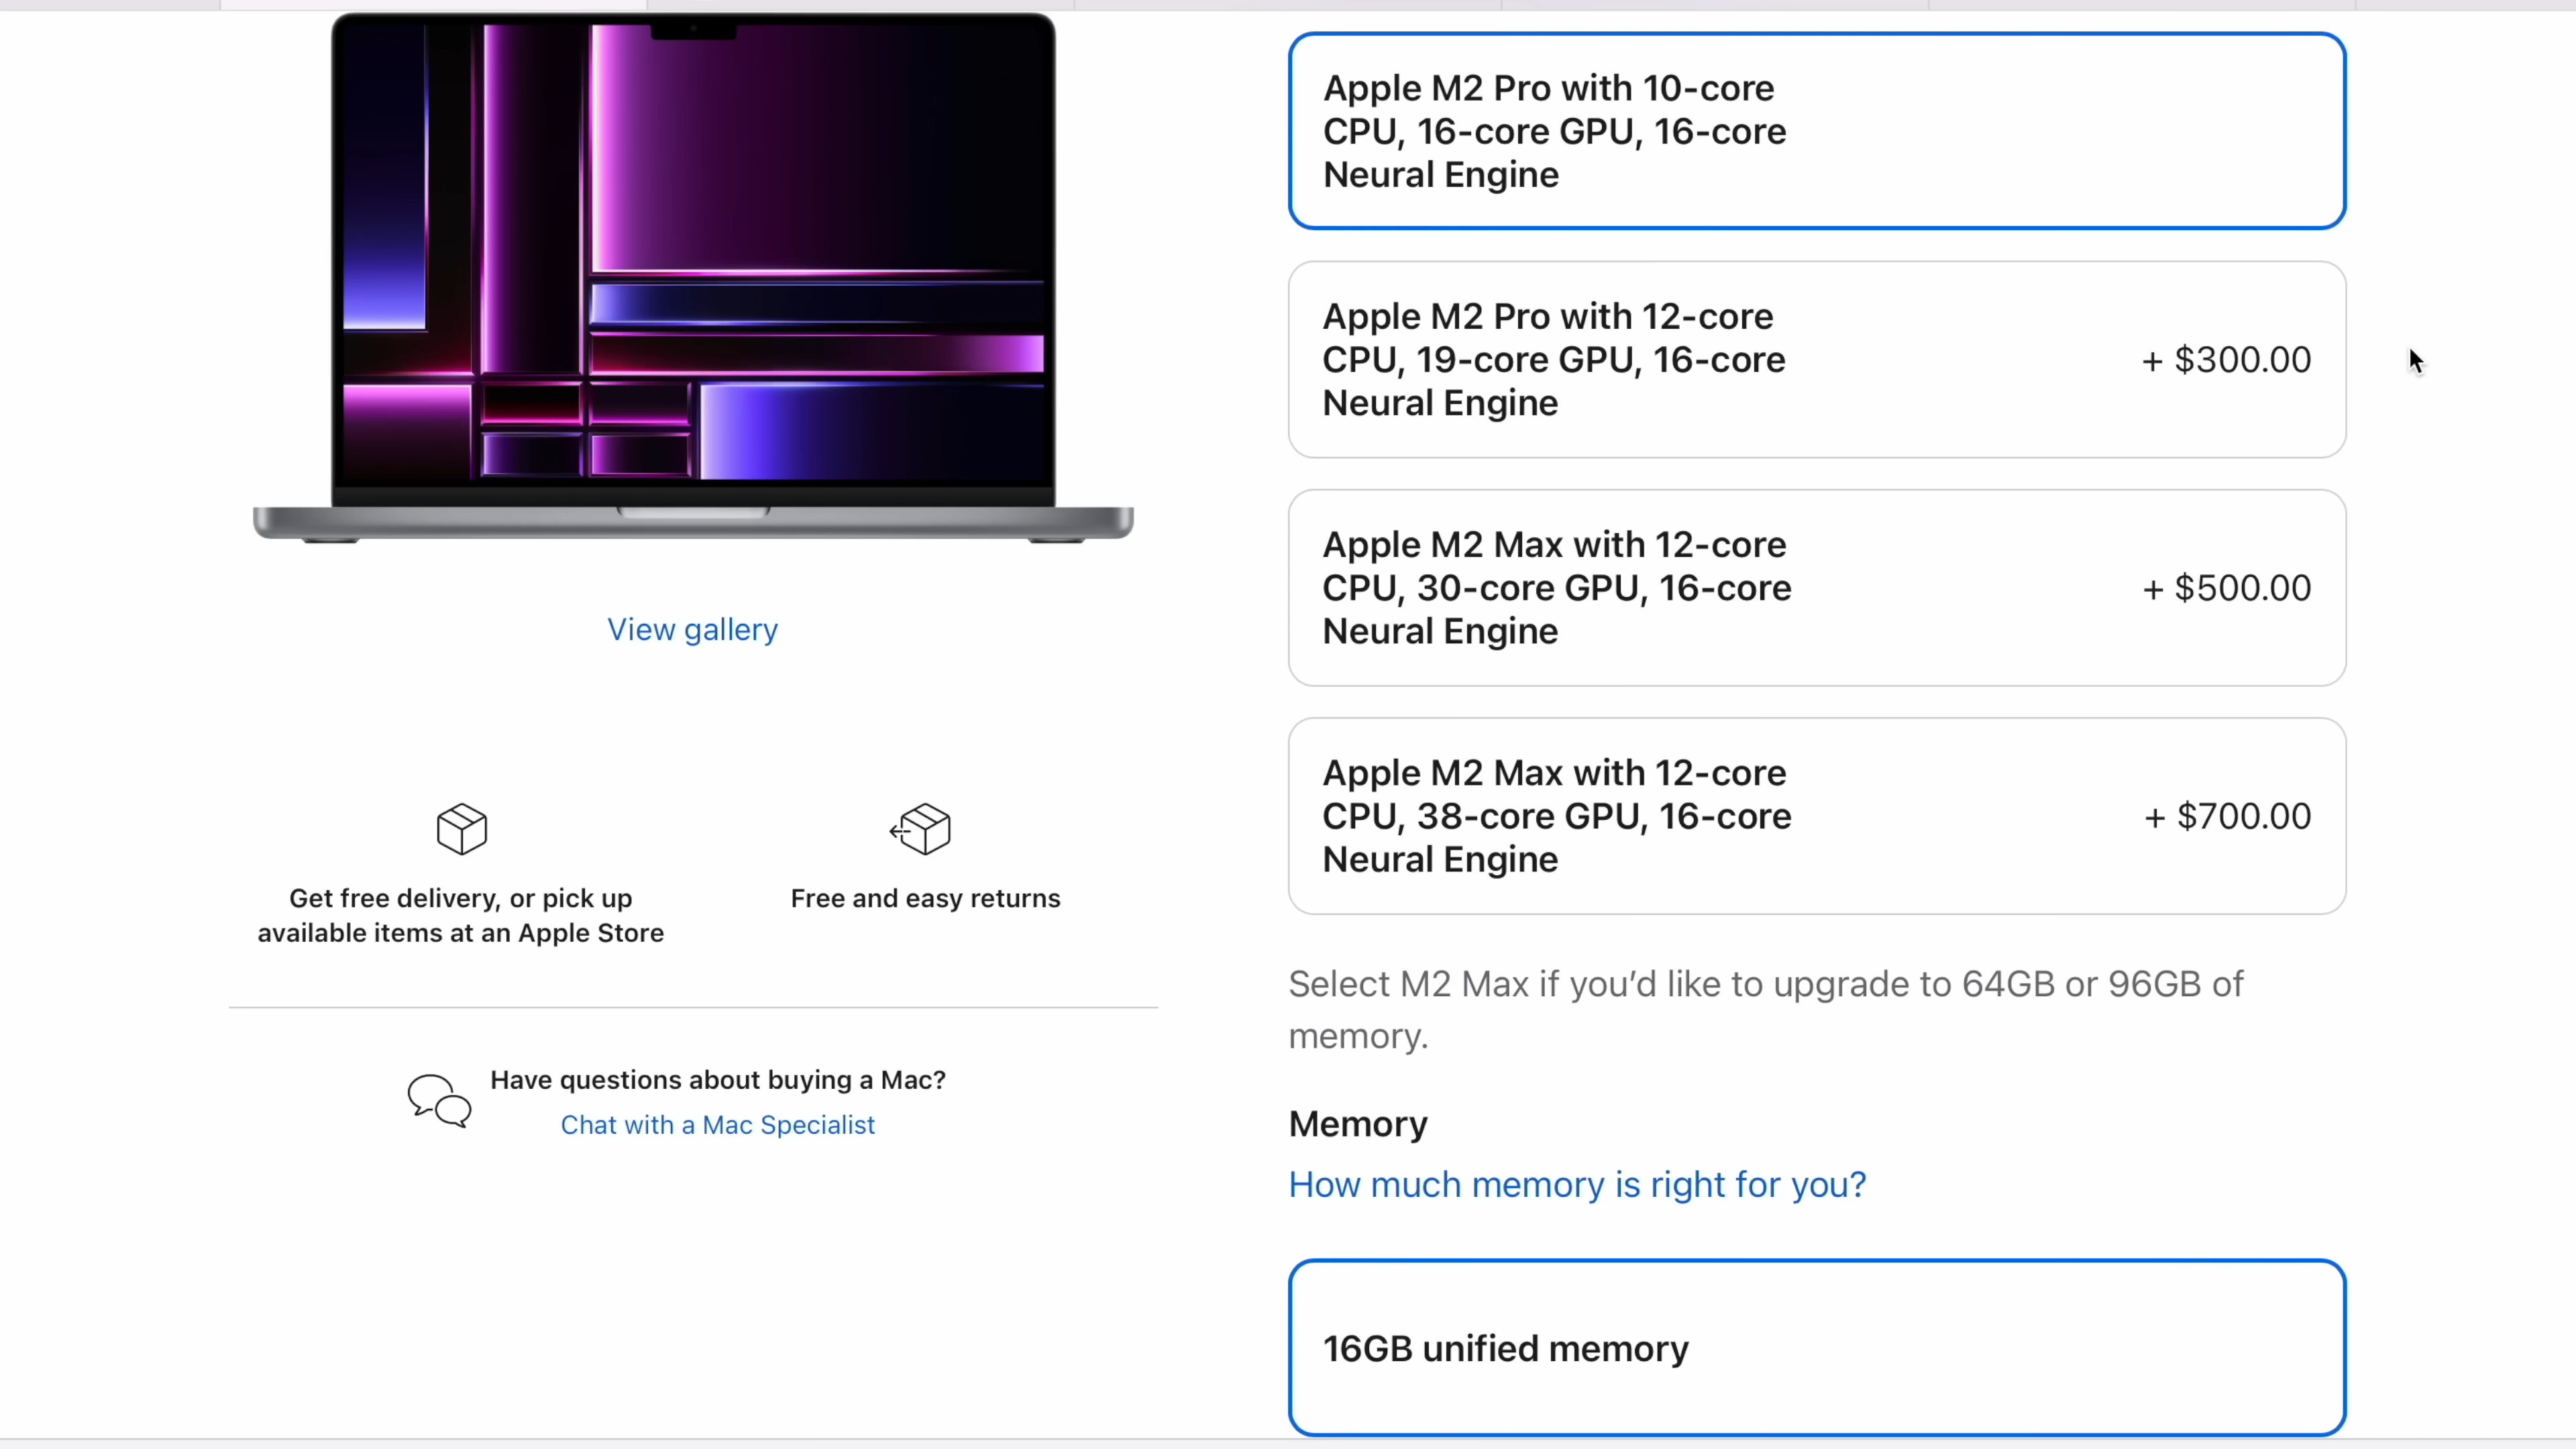 View gallery
Get free delivery, or pick up
available items at an Apple Store
Free and easy returns
Have questions about buying a Mac?
Chat with a Mac Specialist
Apple M2 Pro with 10-core
CPU, 16-core GPU, 16-core
Neural Engine
Apple M2 Pro with 12-core
CPU, 19-core GPU, 16-core
Neural Engine
+ $300.00
Apple M2 Max with 12-core
CPU, 30-core GPU, 16-core
Neural Engine
+ $500.00
Apple M2 Max with 12-core
CPU, 38-core GPU, 16-core
Neural Engine
+ $700.00
Select M2 Max if you’d like to upgrade to 64GB or 96GB of
memory.
Memory
How much memory is right for you?
16GB unified memory